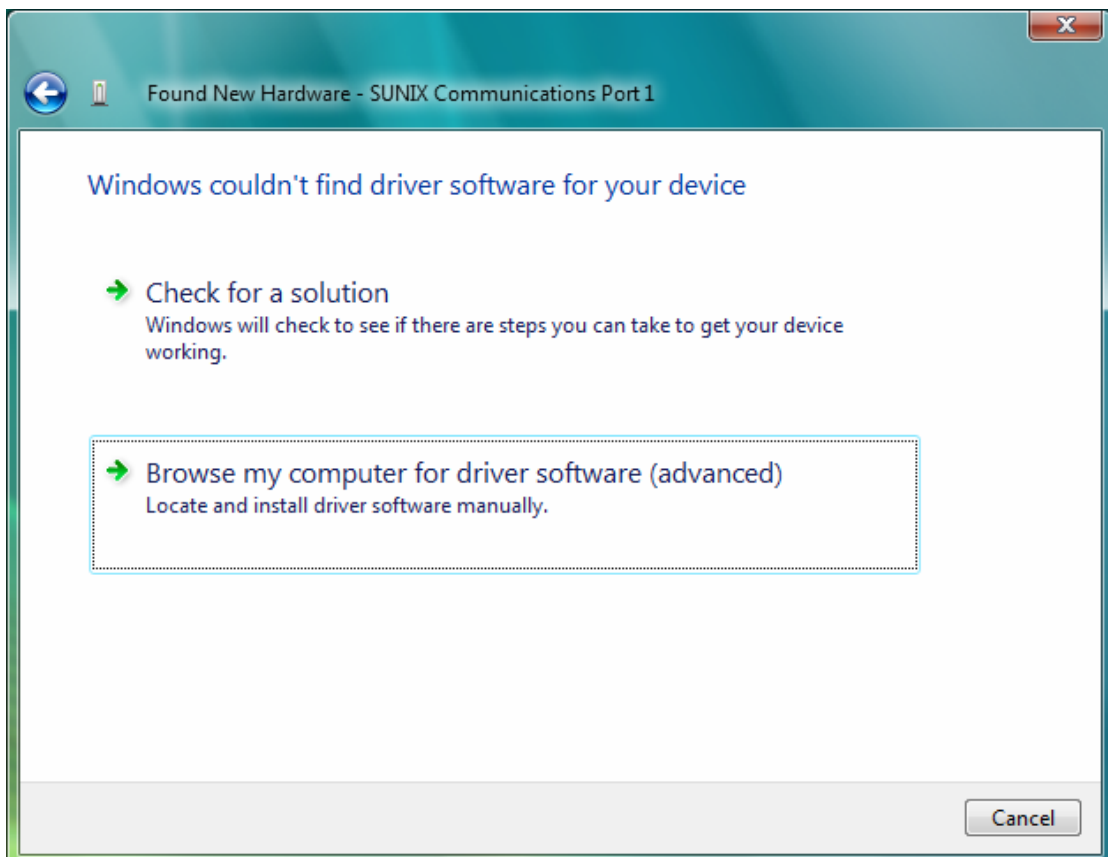 Found New Hardware - SUNIX Communications Port 1
Windows couldn't find driver software for your device
Check for a solution
Windows will check to see if there are steps you can take to get your device
working.
Browse my computer for driver software (advanced)
Locate and install driver software manually.
Cancel